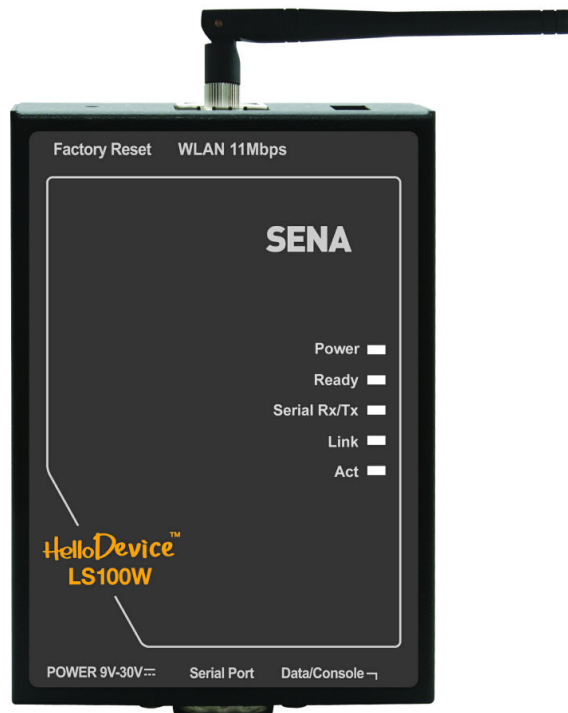 Factory Reset WLAN 11Mbps
SENA
Power
Ready
Serial Rx/Tx
Link
Act
HelloDevice™
LS100W
POWER 9V-30V⎓ Serial Port Data/Console ¬